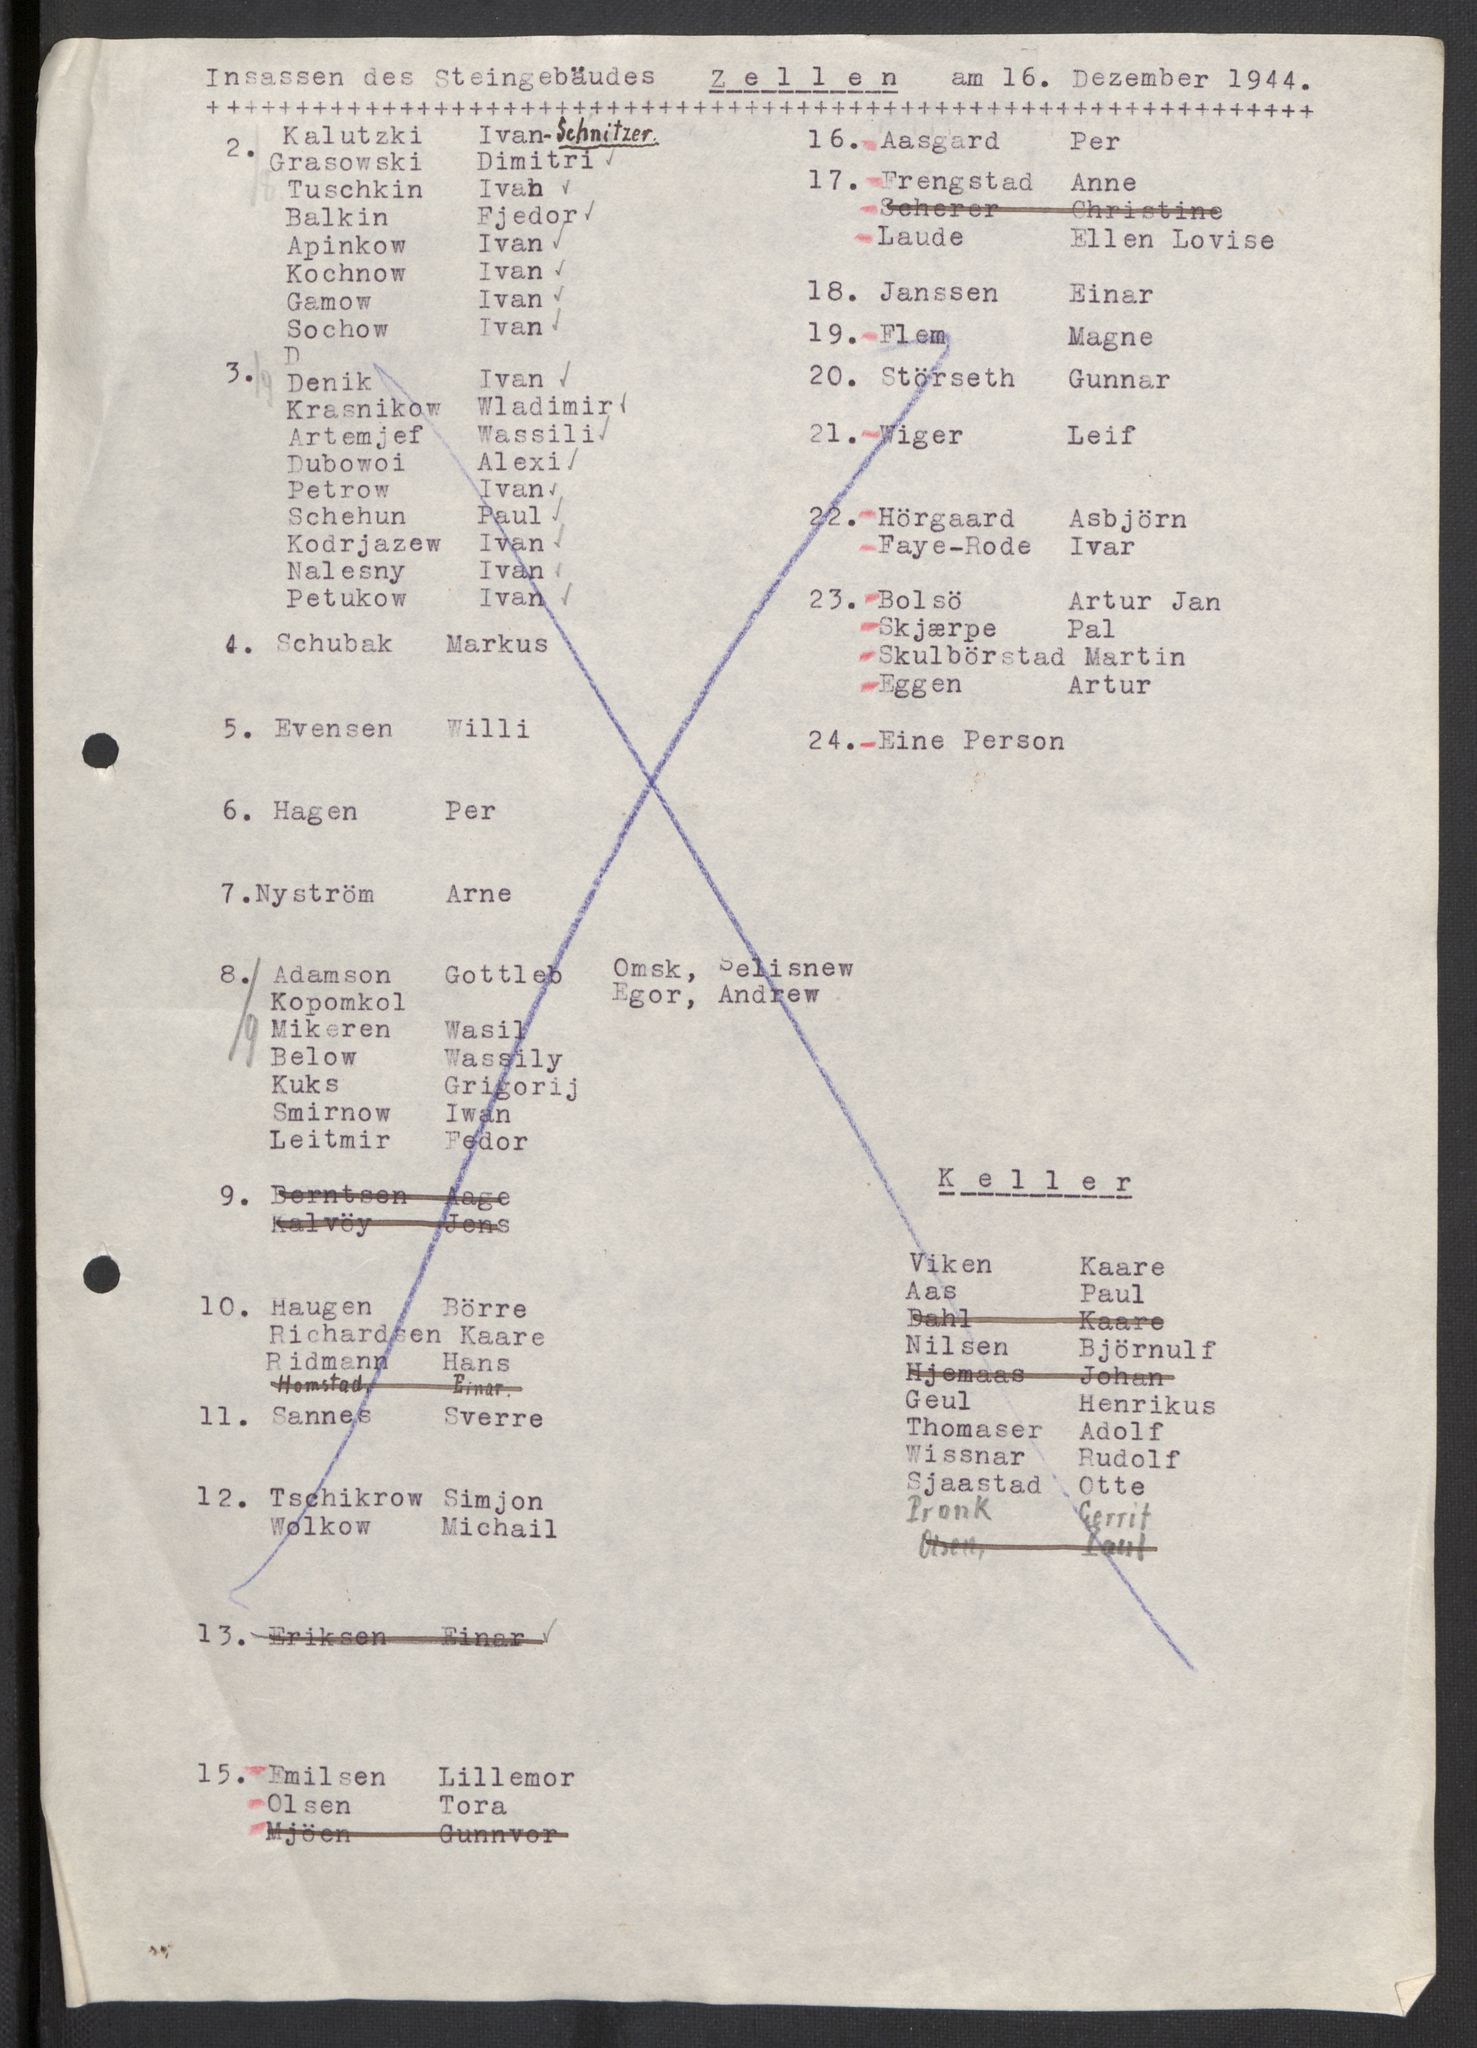 Insassen des Steingebäudes Zellen am 16. Dezember 1944.
+++++++++++++++++++++++++++++++++++++++++++++++++++++++++++++++++
2. Kalutzki Ivan-Schnitzer.
Grasowski Dimitri ✓
Tuschkin Ivan ✓
Balkin Fjedor ✓
Apinkow Ivan ✓
Kochnow Ivan ✓
Gamow Ivan ✓
Sochow Ivan ✓
D
3. /9 Denik Ivan ✓
Krasnikow Wladimir ✓
Artemjef Wassili ✓
Dubowoi Alexi ✓
Petrow Ivan ✓
Schehun Paul ✓
Kodrjazew Ivan ✓
Nalesny Ivan ✓
Petukow Ivan ✓
4. Schubak Markus
5. Evensen Willi
6. Hagen Per
7. Nyström Arne
8. / Adamson Gottleb Omsk, Selisnew
Kopomkol Egor, Andrew
/9 Mikeren Wasil
Below Wassily
Kuks Grigorij
Smirnow Iwan
Leitmir Fedor
9. Berntsen Aage
Kalvöy Jens
10. Haugen Börre
Richardsen Kaare
Ridmann Hans
Homstad, Einar.
11. Sannes Sverre
12. Tschikrow Simjon
Wolkow Michail
13. Eriksen Einar ✓
15. Emilsen Lillemor
Olsen Tora
Mjöen Gunnvor
16. Aasgard Per
17. Frengstad Anne
Scherer Christine
Laude Ellen Lovise
18. Janssen Einar
19. Flem Magne
20. Störseth Gunnar
21. Wiger Leif
22. Hörgaard Asbjörn
Faye-Rode Ivar
23. Bolsö Artur Jan
Skjærpe Pal
Skulbörstad Martin
Eggen Artur
24. Eine Person
Keller
Viken Kaare
Aas Paul
Dahl Kaare
Nilsen Björnulf
Hjemaas Johan
Geul Henrikus
Thomaser Adolf
Wissnar Rudolf
Sjaastad Otte
Pronk Gerrit
Olsen, Paul